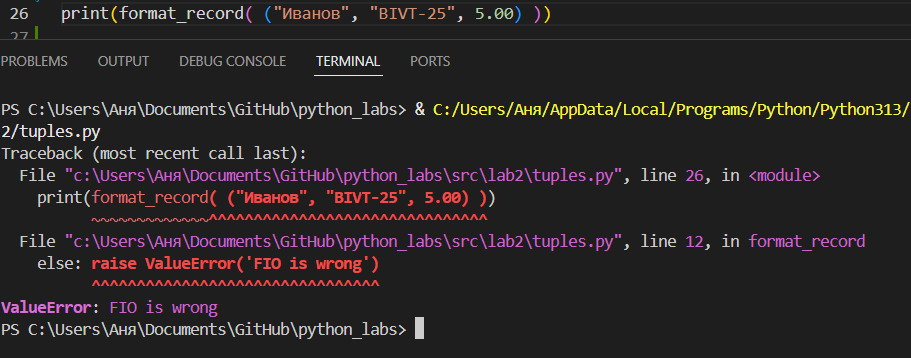 26 print(format_record( ("Иванов", "BIVT-25", 5.00) ))
27
PROBLEMS OUTPUT DEBUG CONSOLE TERMINAL PORTS
PS C:\Users\Аня\Documents\GitHub\python_labs> & C:/Users/Аня/AppData/Local/Programs/Python/Python313/
2/tuples.py
Traceback (most recent call last):
File "c:\Users\Аня\Documents\GitHub\python_labs\src\lab2\tuples.py", line 26, in <module>
print(format_record( ("Иванов", "BIVT-25", 5.00) ))
~~~~~~~~~~~~~^^^^^^^^^^^^^^^^^^^^^^^^^^^^^^^
File "c:\Users\Аня\Documents\GitHub\python_labs\src\lab2\tuples.py", line 12, in format_record
else: raise ValueError('FIO is wrong')
^^^^^^^^^^^^^^^^^^^^^^^^^^^^^^^^
ValueError: FIO is wrong
PS C:\Users\Аня\Documents\GitHub\python_labs>